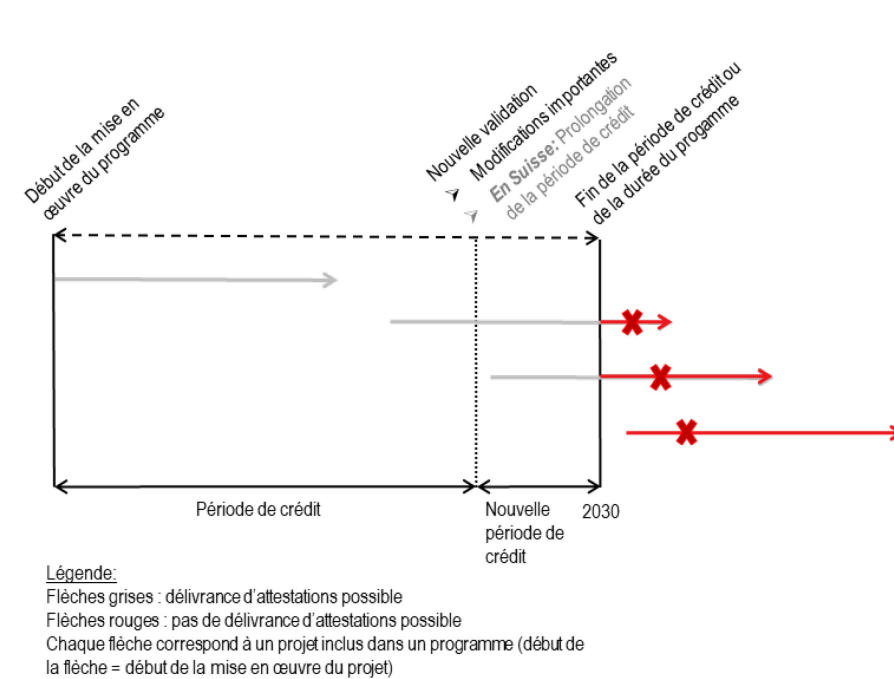 Début de la mise en
œuvre du programme
Nouvelle validation
Modifications importantes
En Suisse: Prolongation
de la période de crédit
Fin de la période de crédit ou
de la durée du progamme
Période de crédit
Nouvelle
période de
crédit
2030
Légende:
Flèches grises : délivrance d'attestations possible
Flèches rouges : pas de délivrance d'attestations possible
Chaque flèche correspond à un projet inclus dans un programme (début de
la flèche = début de la mise en œuvre du projet)